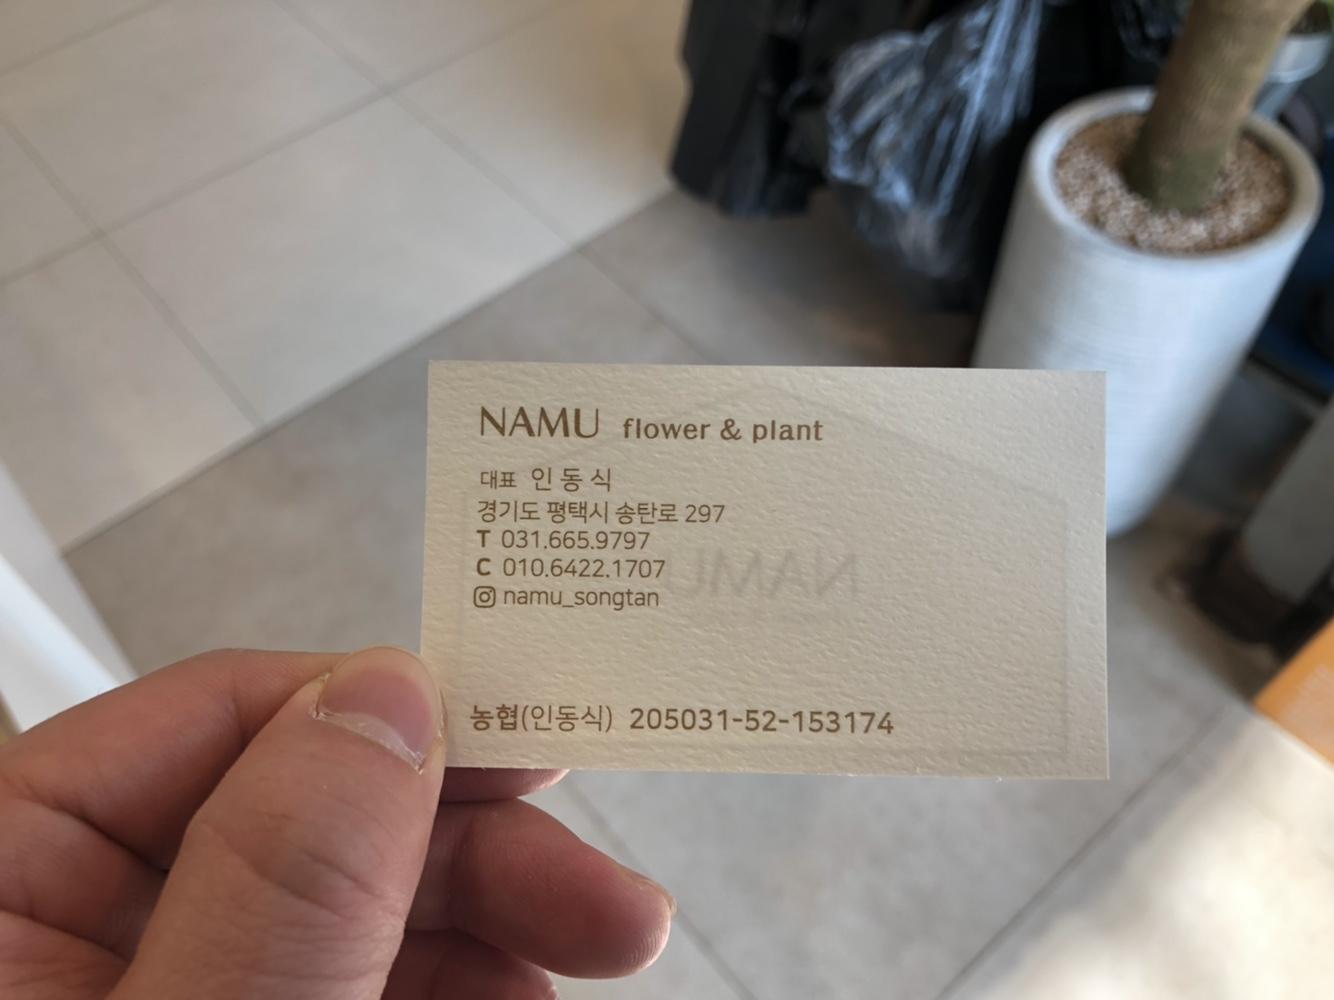 NAMU flower & plant
대표 인동식
경기도 평택시 송탄로 297
T 031.665.9797
C 010.6422.1707
namu_songtan
NAMU
농협(인동식) 205031-52-153174